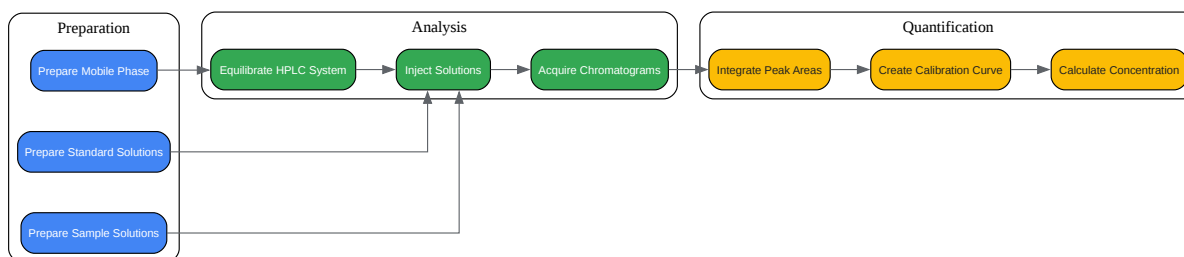 Preparation
Prepare Mobile Phase
Prepare Standard Solutions
Prepare Sample Solutions
Analysis
Equilibrate HPLC System
Inject Solutions
Acquire Chromatograms
Quantification
Integrate Peak Areas
Create Calibration Curve
Calculate Concentration